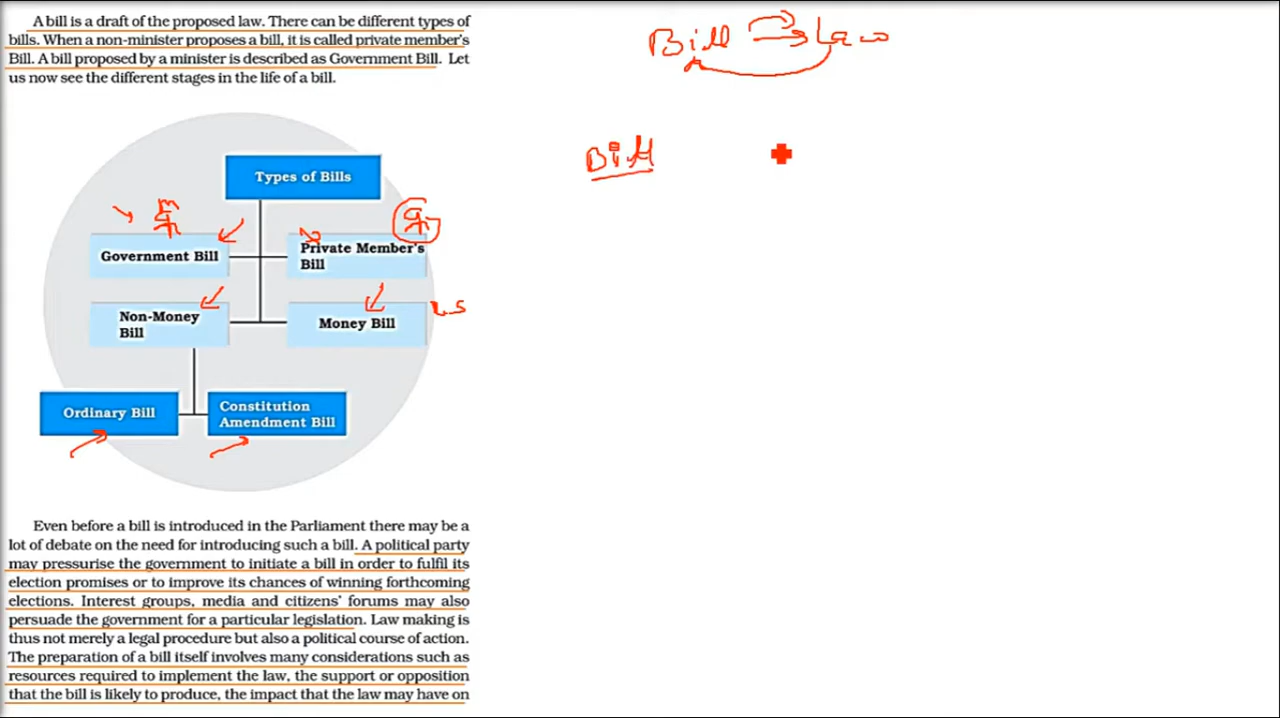 A bill is a draft of the proposed law. There can be different types of
bills. When a non-minister proposes a bill, it is called private member's
Bill. A bill proposed by a minister is described as Government Bill. Let
us now see the different stages in the life of a bill.
Bill Law
Bill
Types of Bills
Government Bill
Private Member's
Bill
Non-Money
Bill
Money Bill
L.S
Ordinary Bill
Constitution
Amendment Bill
Even before a bill is introduced in the Parliament there may be a
lot of debate on the need for introducing such a bill. A political party
may pressurise the government to initiate a bill in order to fulfil its
election promises or to improve its chances of winning forthcoming
elections. Interest groups, media and citizens' forums may also
persuade the government for a particular legislation. Law making is
thus not merely a legal procedure but also a political course of action.
The preparation of a bill itself involves many considerations such as
resources required to implement the law, the support or opposition
that the bill is likely to produce, the impact that the law may have on